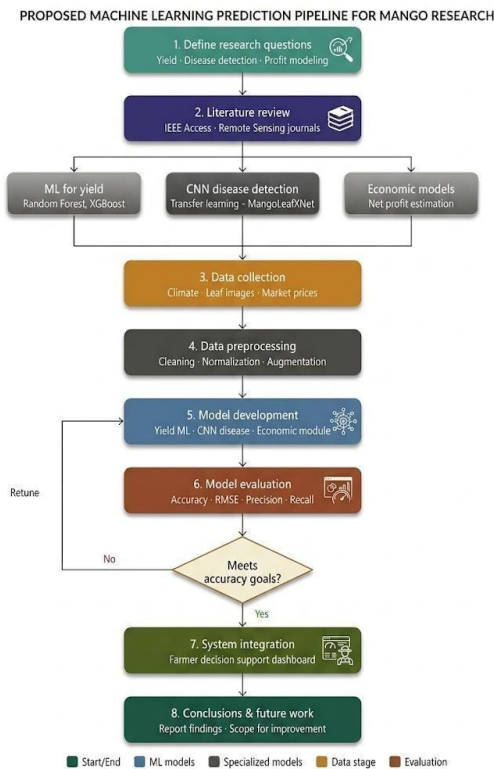 PROPOSED MACHINE LEARNING PREDICTION PIPELINE FOR MANGO RESEARCH
1. Define research questions
Yield · Disease detection · Profit modeling
2. Literature review
IEEE Access · Remote Sensing journals
ML for yield
Random Forest, XGBoost
CNN disease detection
Transfer learning - MangoLeafXNet
Economic models
Net profit estimation
3. Data collection
Climate · Leaf images · Market prices
4. Data preprocessing
Cleaning · Normalization · Augmentation
5. Model development
Yield ML · CNN disease · Economic module
6. Model evaluation
Accuracy · RMSE · Precision · Recall
Retune
No
Meets
accuracy goals?
Yes
7. System integration
Farmer decision support dashboard
8. Conclusions & future work
Report findings · Scope for improvement
Start/End ML models Specialized models Data stage Evaluation